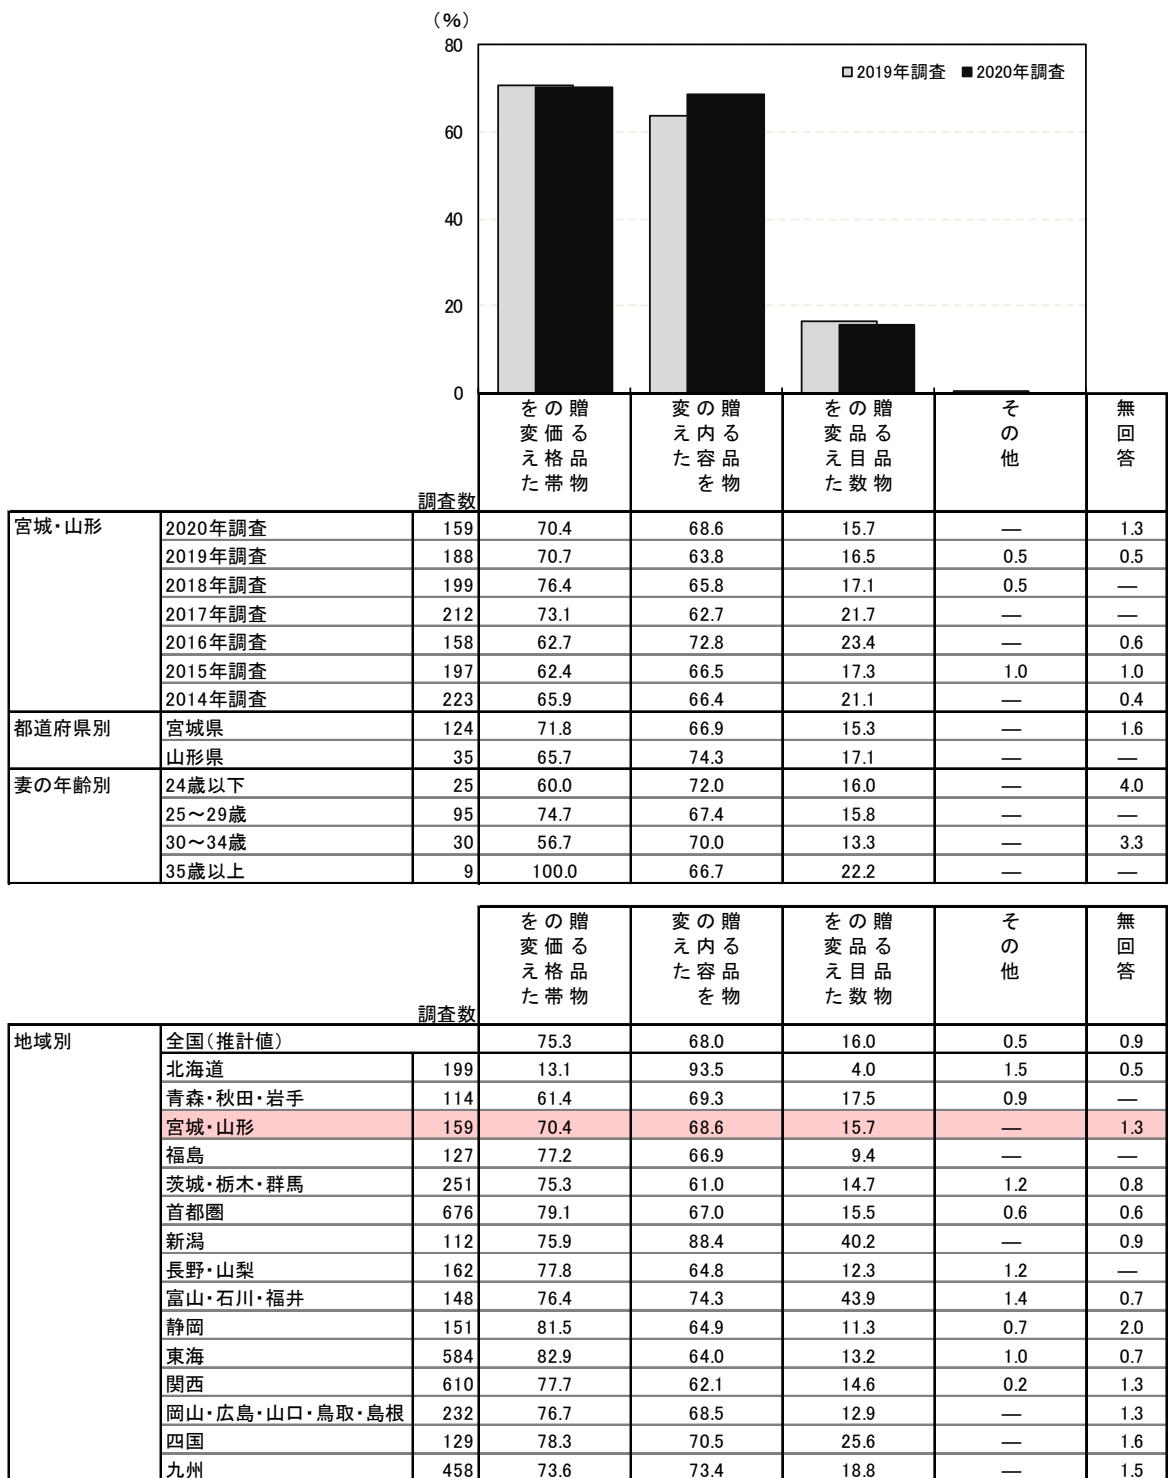 （％）
80
□2019年調査 ■2020年調査
60
40
20
0
贈る品物の価格帯を変えた 贈る品物の内容を変えた 贈る品物の品目数を変えた その他 無回答
調査数
宮城・山形 2020年調査 159 70.4 68.6 15.7 ― 1.3
2019年調査 188 70.7 63.8 16.5 0.5 0.5
2018年調査 199 76.4 65.8 17.1 0.5 ―
2017年調査 212 73.1 62.7 21.7 ― ―
2016年調査 158 62.7 72.8 23.4 ― 0.6
2015年調査 197 62.4 66.5 17.3 1.0 1.0
2014年調査 223 65.9 66.4 21.1 ― 0.4
都道府県別 宮城県 124 71.8 66.9 15.3 ― 1.6
山形県 35 65.7 74.3 17.1 ― ―
妻の年齢別 24歳以下 25 60.0 72.0 16.0 ― 4.0
25～29歳 95 74.7 67.4 15.8 ― ―
30～34歳 30 56.7 70.0 13.3 ― 3.3
35歳以上 9 100.0 66.7 22.2 ― ―
贈る品物の価格帯を変えた 贈る品物の内容を変えた 贈る品物の品目数を変えた その他 無回答
調査数
地域別 全国（推計値） 75.3 68.0 16.0 0.5 0.9
北海道 199 13.1 93.5 4.0 1.5 0.5
青森・秋田・岩手 114 61.4 69.3 17.5 0.9 ―
宮城・山形 159 70.4 68.6 15.7 ― 1.3
福島 127 77.2 66.9 9.4 ― ―
茨城・栃木・群馬 251 75.3 61.0 14.7 1.2 0.8
首都圏 676 79.1 67.0 15.5 0.6 0.6
新潟 112 75.9 88.4 40.2 ― 0.9
長野・山梨 162 77.8 64.8 12.3 1.2 ―
富山・石川・福井 148 76.4 74.3 43.9 1.4 0.7
静岡 151 81.5 64.9 11.3 0.7 2.0
東海 584 82.9 64.0 13.2 1.0 0.7
関西 610 77.7 62.1 14.6 0.2 1.3
岡山・広島・山口・鳥取・島根 232 76.7 68.5 12.9 ― 1.3
四国 129 78.3 70.5 25.6 ― 1.6
九州 458 73.6 73.4 18.8 ― 1.5